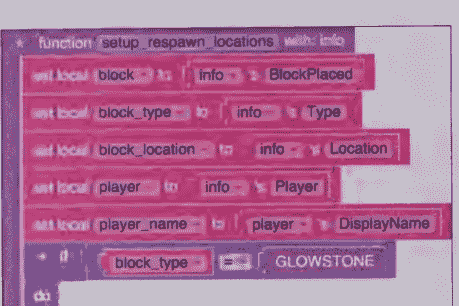 function setup_respawn_locations with: info
set local block to info 's BlockPlaced
set local block_type to info 's Type
set local block_location to info 's Location
set local player to info 's Player
set local player_name to player 's DisplayName
if block_type = GLOWSTONE
do